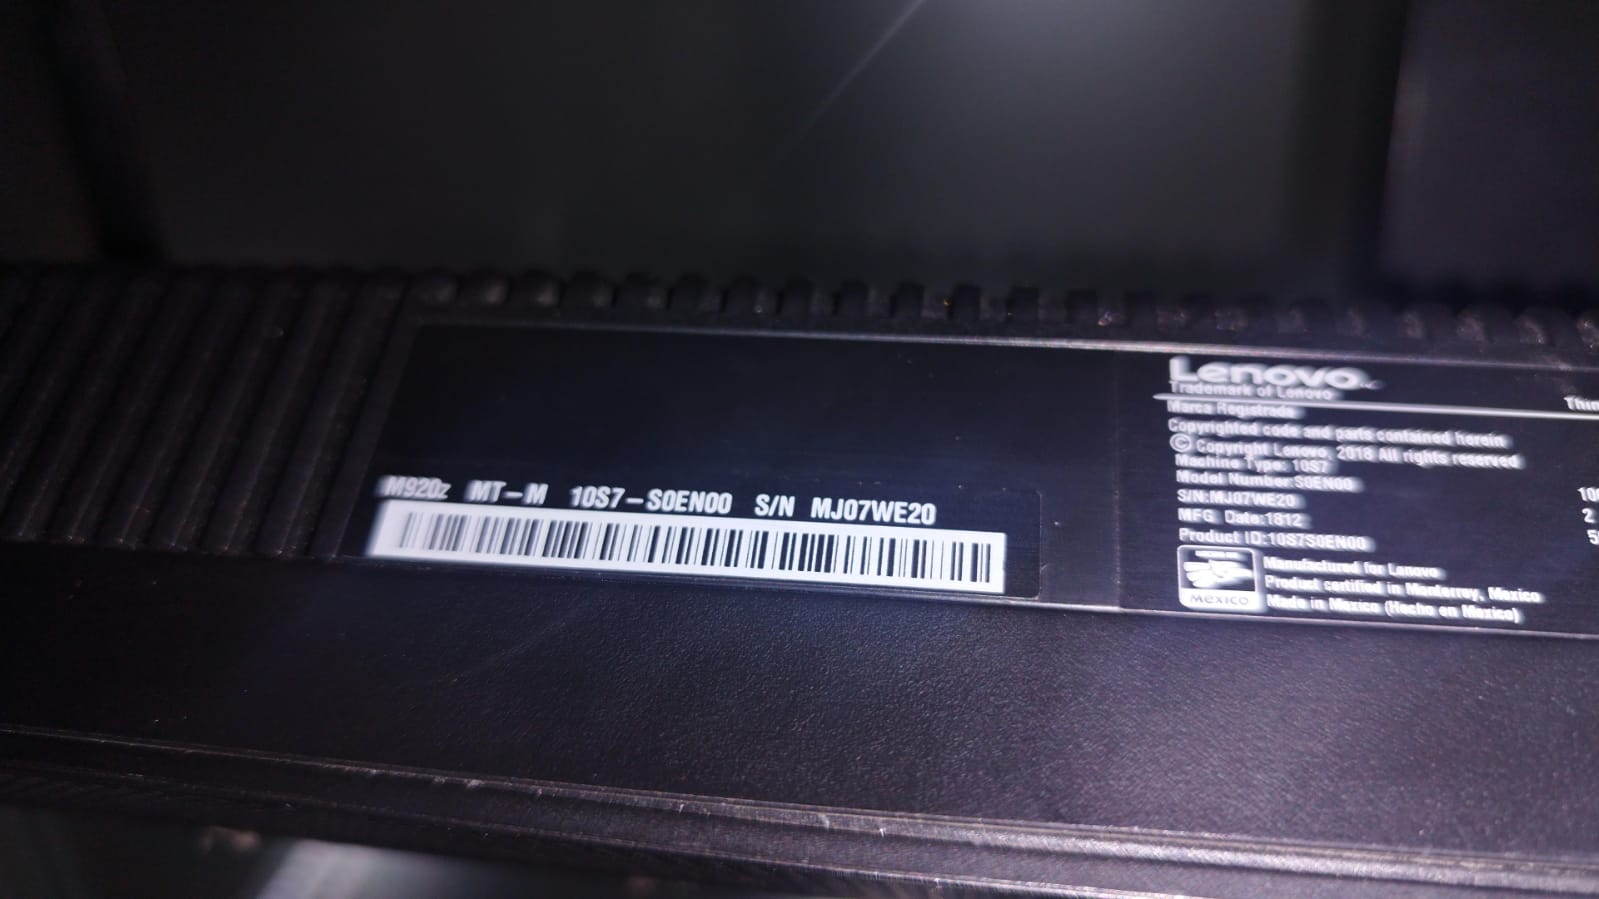 M920z MT-M 10S7-S0EN00 S/N MJ07WE20
Lenovo
Trademark of Lenovo
Marca Registrada
Copyrighted code and parts contained herein
© Copyright Lenovo, 2018 All rights reserved
Machine Type: 10S7
Model Number:S0EN00
S/N:MJ07WE20
MFG Date:1812
Product ID:10S7S0EN00
Mexico
Manufactured for Lenovo
Product certified in Monterrey, Mexico
Made in Mexico (Hecho en Mexico)